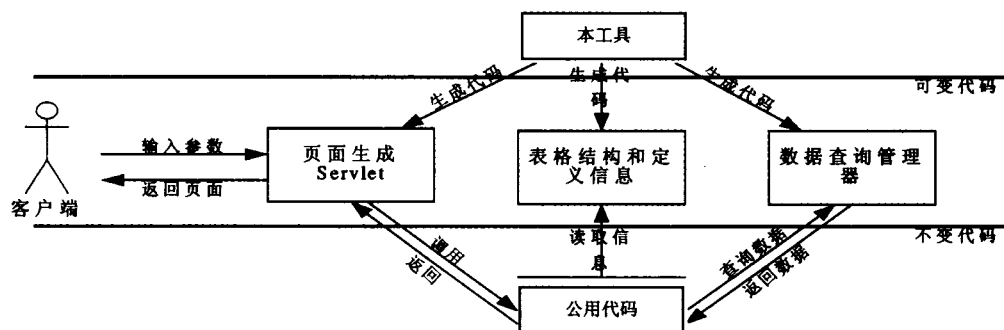 本工具
生成代码
生成代
码
生成代码
可变代码
输入参数
返回页面
客户端
页面生成
Servlet
表格结构和定
义信息
数据查询管理
器
调用
返回
读取信
息
查询数据
返回数据
不变代码
公用代码